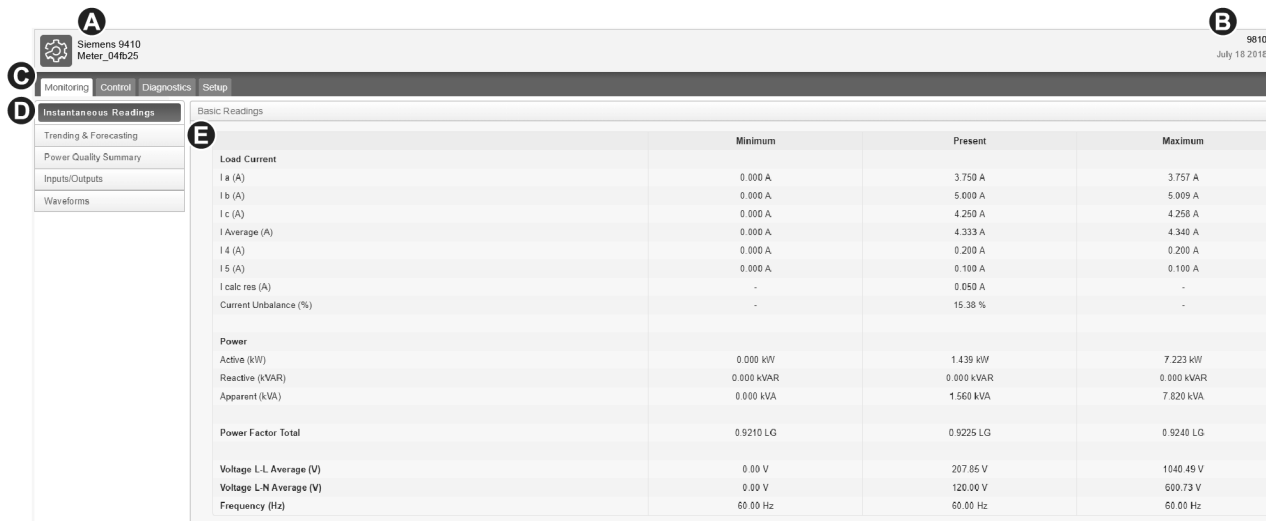 A
B
Siemens 9410
Meter_04fb25
9810
July 18 2018
C
Monitoring Control Diagnostics Setup
D
Instantaneous Readings
Trending & Forecasting
Power Quality Summary
Inputs/Outputs
Waveforms
Basic Readings
E
Minimum Present Maximum
Load Current
I a (A) 0.000 A 3.750 A 3.757 A
I b (A) 0.000 A 5.000 A 5.009 A
I c (A) 0.000 A 4.250 A 4.258 A
I Average (A) 0.000 A 4.333 A 4.340 A
I 4 (A) 0.000 A 0.200 A 0.200 A
I 5 (A) 0.000 A 0.100 A 0.100 A
I calc res (A) - 0.050 A -
Current Unbalance (%) - 15.38 % -
Power
Active (kW) 0.000 kW 1.439 kW 7.223 kW
Reactive (kVAR) 0.000 kVAR 0.000 kVAR 0.000 kVAR
Apparent (kVA) 0.000 kVA 1.560 kVA 7.820 kVA
Power Factor Total 0.9210 LG 0.9225 LG 0.9240 LG
Voltage L-L Average (V) 0.00 V 207.85 V 1040.49 V
Voltage L-N Average (V) 0.00 V 120.00 V 600.73 V
Frequency (Hz) 60.00 Hz 60.00 Hz 60.00 Hz